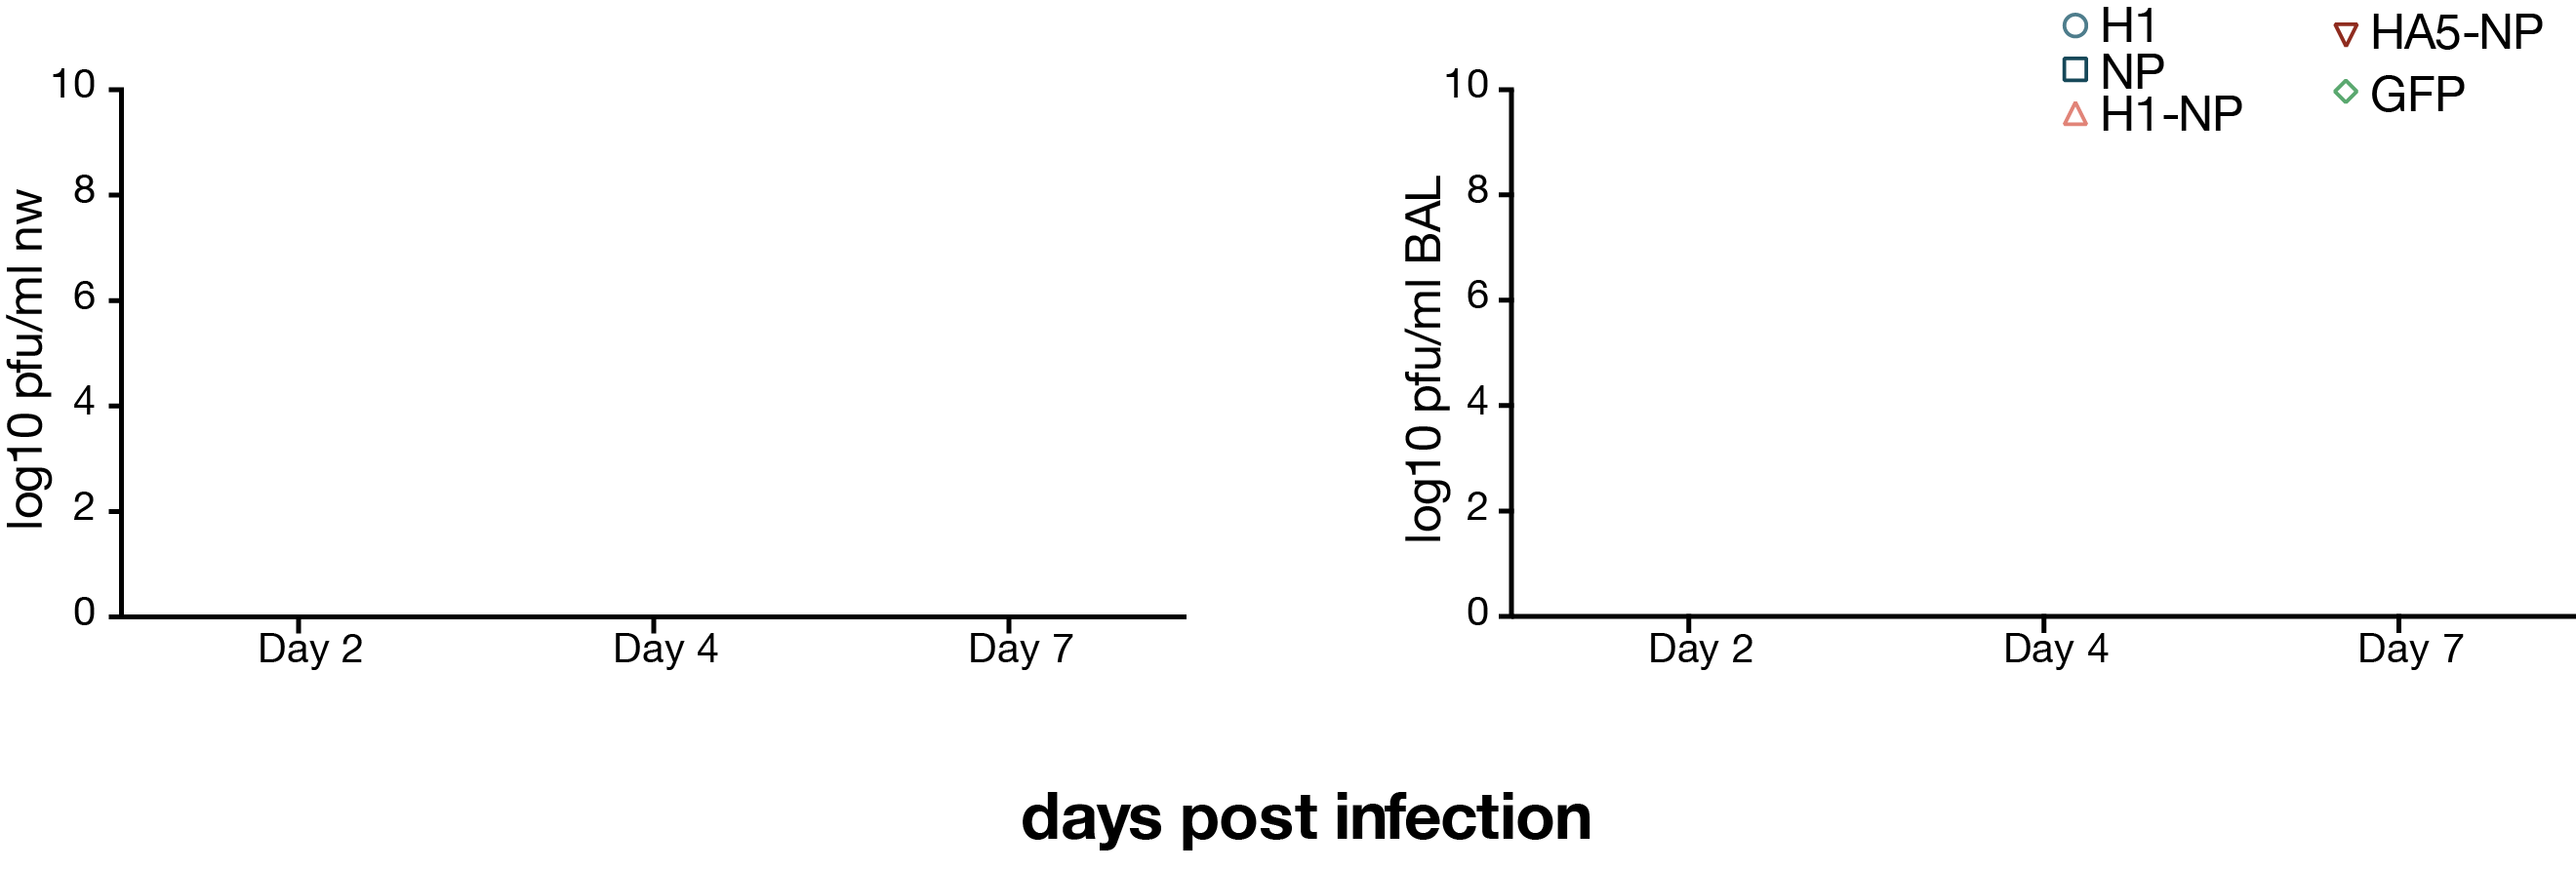 H1
NP
H1-NP
HA5-NP
GFP
log10 pfu/ml nw
10
8
6
4
2
0
Day 2
Day 4
Day 7
log10 pfu/ml BAL
10
8
6
4
2
0
Day 2
Day 4
Day 7
days post infection